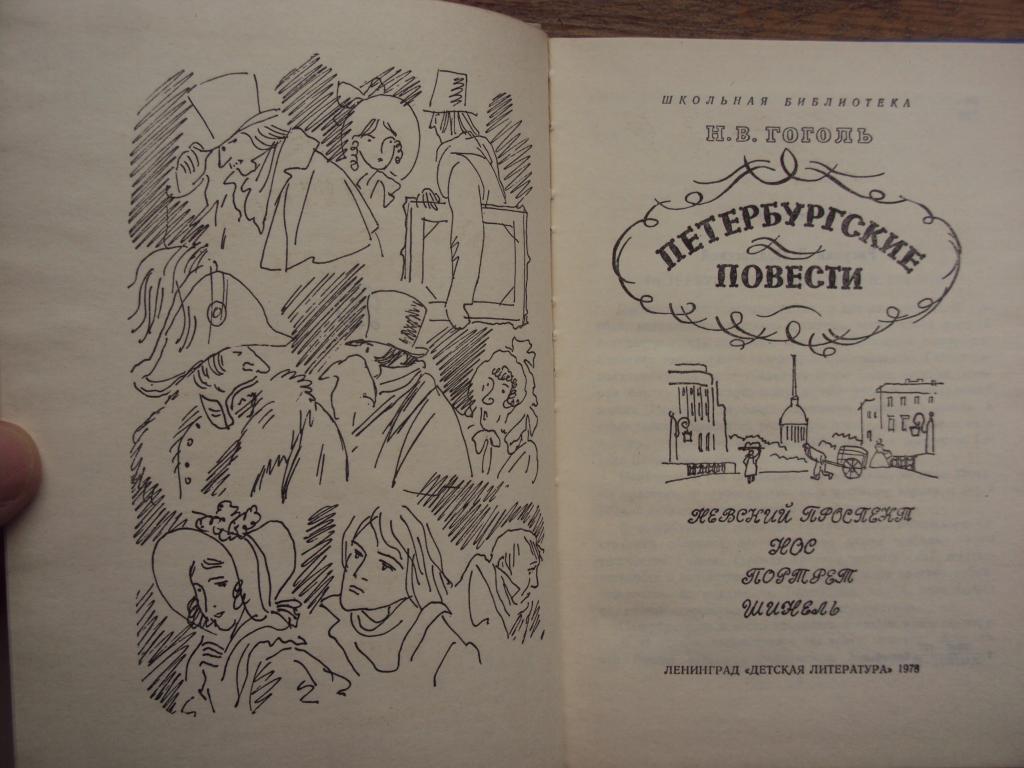 ШКОЛЬНАЯ БИБЛИОТЕКА
Н. В. ГОГОЛЬ
ПЕТЕРБУРГСКИЕ
ПОВЕСТИ
НЕВСКИЙ ПРОСПЕКТ
НОС
ПОРТРЕТ
ШИНЕЛЬ
ЛЕНИНГРАД «ДЕТСКАЯ ЛИТЕРАТУРА» 1978